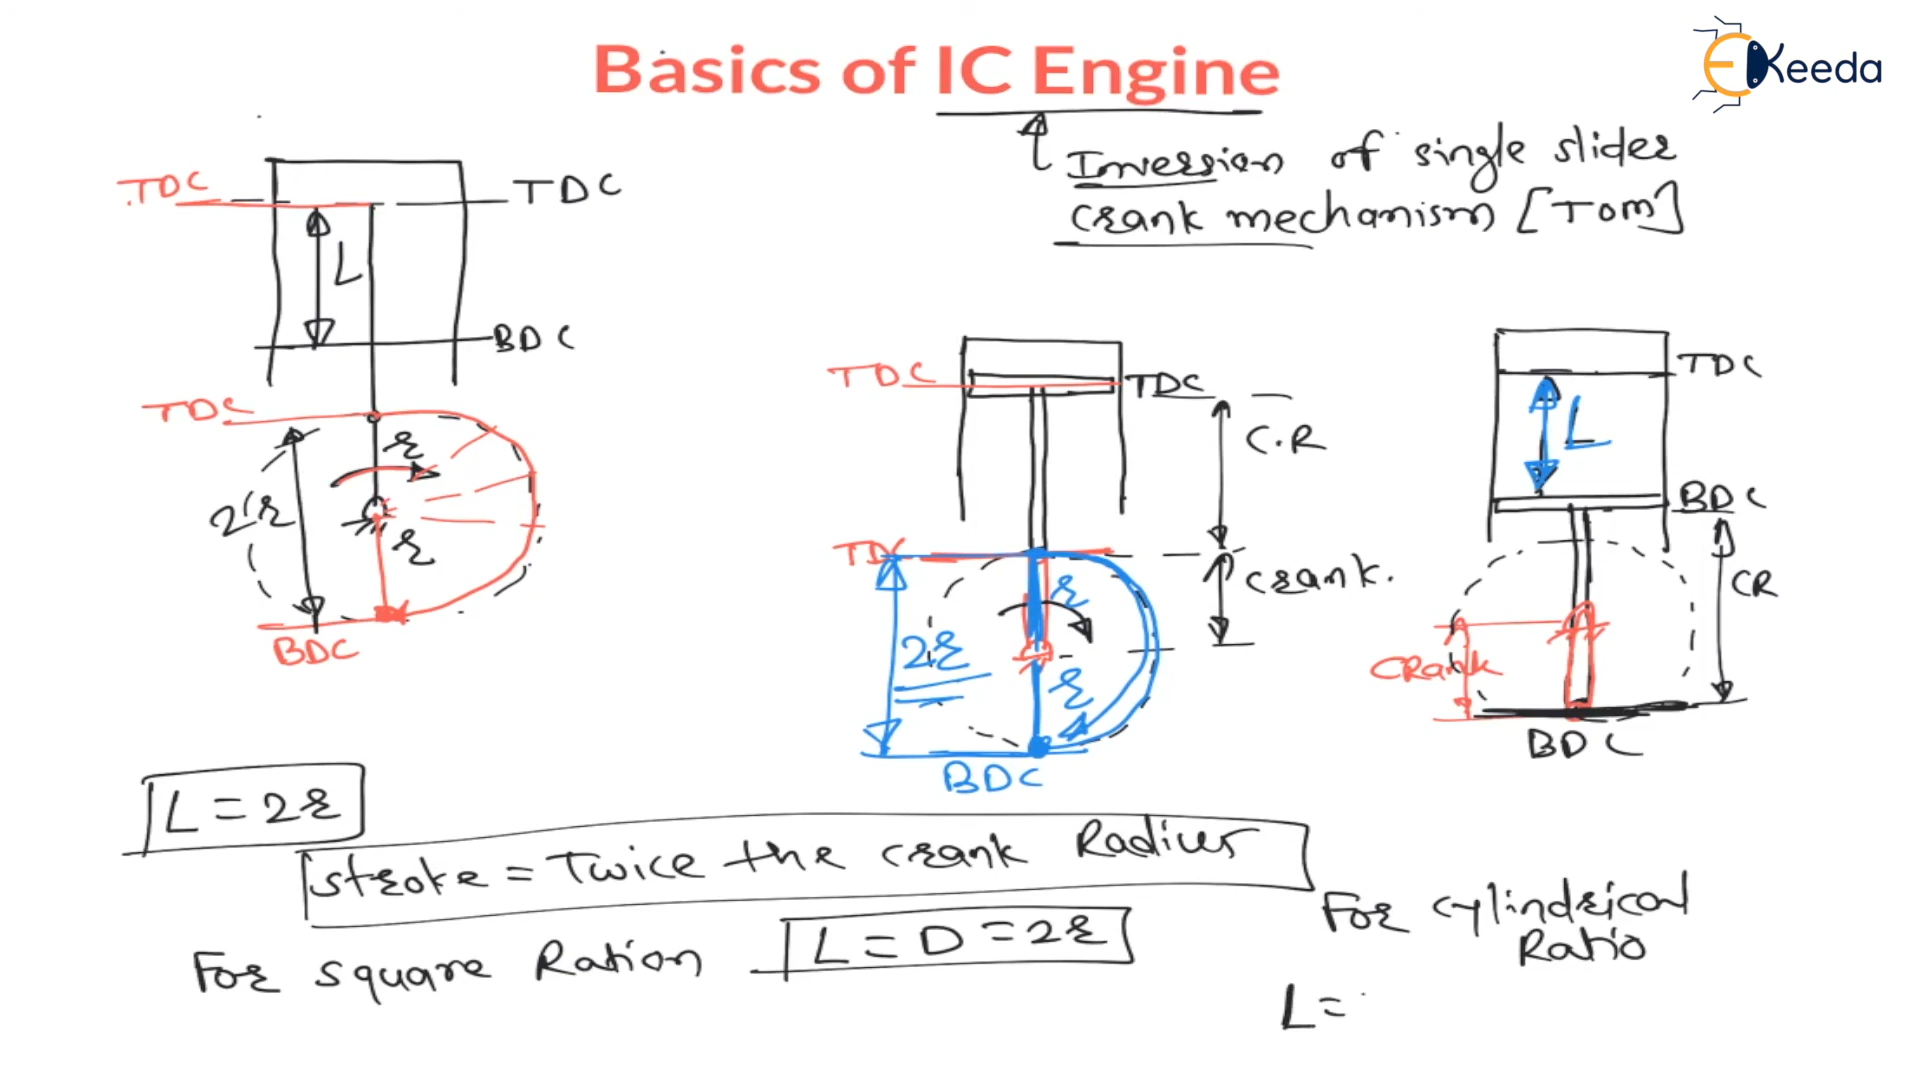 Basics of IC Engine
EKeeda
Inversion of single slider
crank mechanism [TOM]
TDC
TDC
L
BDC
TDC
r
2r
r
BDC
TDC
TDC
C.R
TDC
crank.
r
2r
r
BDC
TDC
L
BDC
CR
CRank
BDC
L = 2r
stroke = Twice the crank Radius
For square Ration L = D = 2r
For cylindrical
Ratio
L =